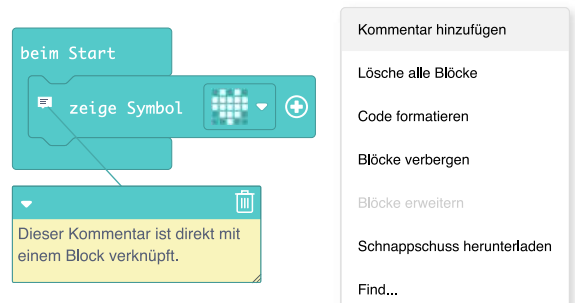 beim Start
zeige Symbol
Dieser Kommentar ist direkt mit
einem Block verknüpft.
Kommentar hinzufügen
Lösche alle Blöcke
Code formatieren
Blöcke verbergen
Blöcke erweitern
Schnappschuss herunterladen
Find...